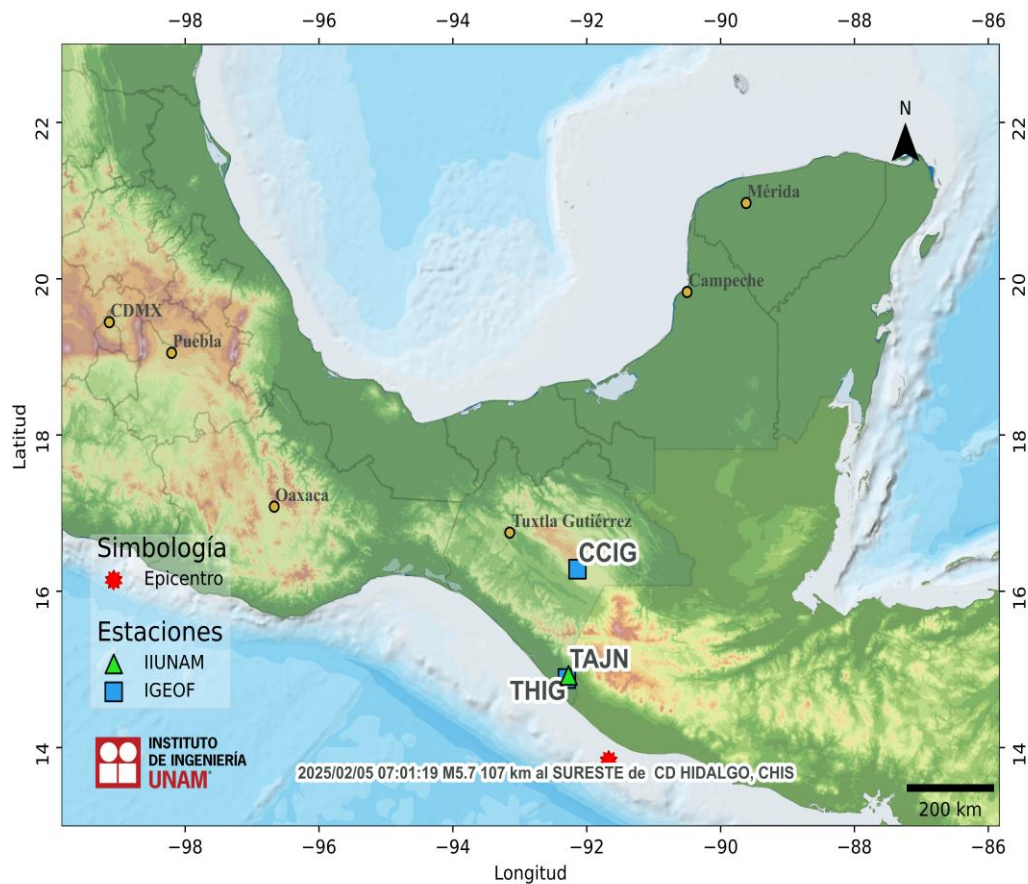 −98 −96 −94 −92 −90 −88 −86
N
22 22
Mérida
20 20
Campeche
CDMX
Puebla
Latitud
18 18
Oaxaca
Tuxtla Gutiérrez
CCIG
Simbología
Epicentro
16 16
Estaciones
IIUNAM
IGEOF
TAJN
THIG
14 14
INSTITUTO
DE INGENIERÍA
UNAM
2025/02/05 07:01:19 M5.7 107 km al SURESTE de CD HIDALGO, CHIS
200 km
−98 −96 −94 −92 −90 −88 −86
Longitud